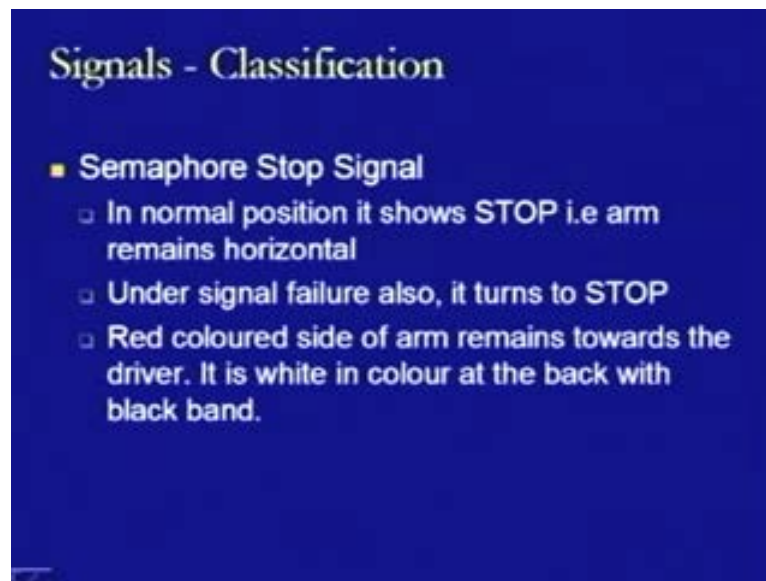 Signals - Classification
Semaphore Stop Signal
In normal position it shows STOP i.e arm
remains horizontal
Under signal failure also, it turns to STOP
Red coloured side of arm remains towards the
driver. It is white in colour at the back with
black band.